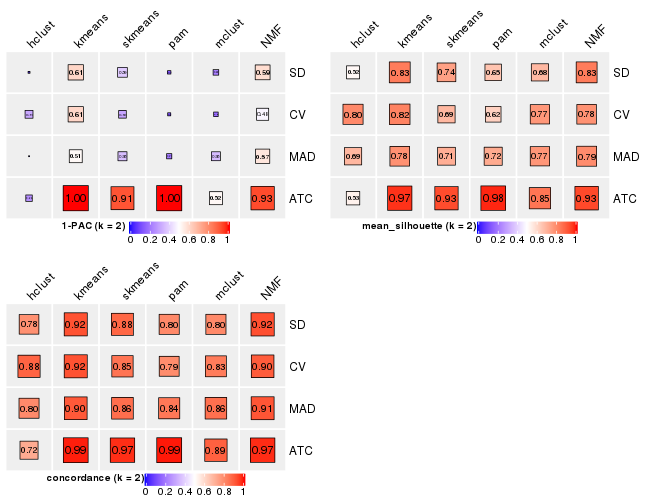 hclust kmeans skmeans pam mclust NMF
0.61 0.59 SD
0.61 0.48 CV
0.51 0.57 MAD
1.00 0.91 1.00 0.52 0.93 ATC
1-PAC (k = 2)
0 0.2 0.4 0.6 0.8 1
hclust kmeans skmeans pam mclust NMF
0.52 0.83 0.74 0.65 0.68 0.83 SD
0.80 0.82 0.69 0.62 0.77 0.78 CV
0.69 0.78 0.71 0.72 0.77 0.79 MAD
0.53 0.97 0.93 0.98 0.85 0.93 ATC
mean_silhouette (k = 2)
0 0.2 0.4 0.6 0.8 1
hclust kmeans skmeans pam mclust NMF
0.78 0.92 0.88 0.80 0.80 0.92 SD
0.88 0.92 0.85 0.79 0.83 0.90 CV
0.80 0.90 0.86 0.84 0.86 0.91 MAD
0.72 0.99 0.97 0.99 0.89 0.97 ATC
concordance (k = 2)
0 0.2 0.4 0.6 0.8 1